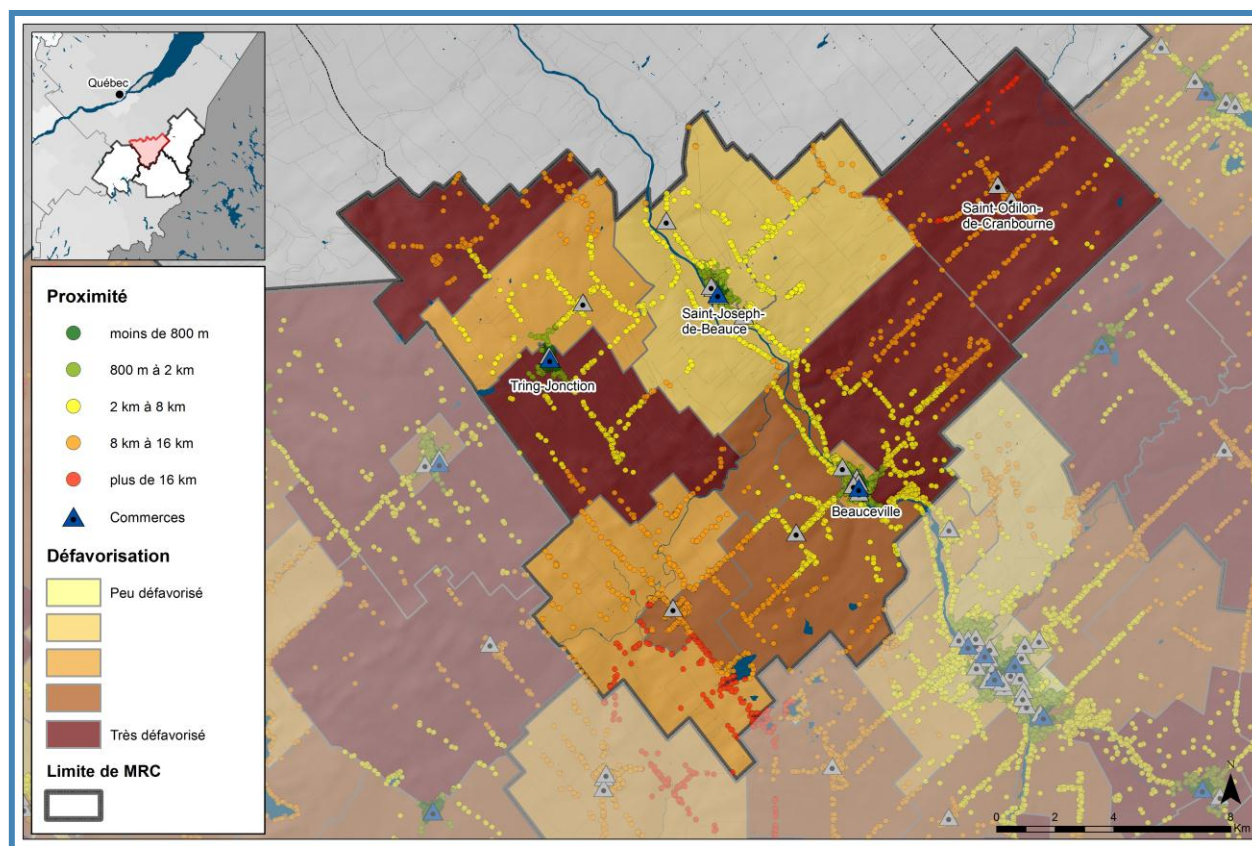 Québec
Proximité
moins de 800 m
800 m à 2 km
2 km à 8 km
8 km à 16 km
plus de 16 km
Commerces
Défavorisation
Peu défavorisé
Très défavorisé
Limite de MRC
Saint-Odilon-
de-Cranbourne
Saint-Joseph-
de-Beauce
Tring-Jonction
Beauceville
N
0 2 4 8
Km